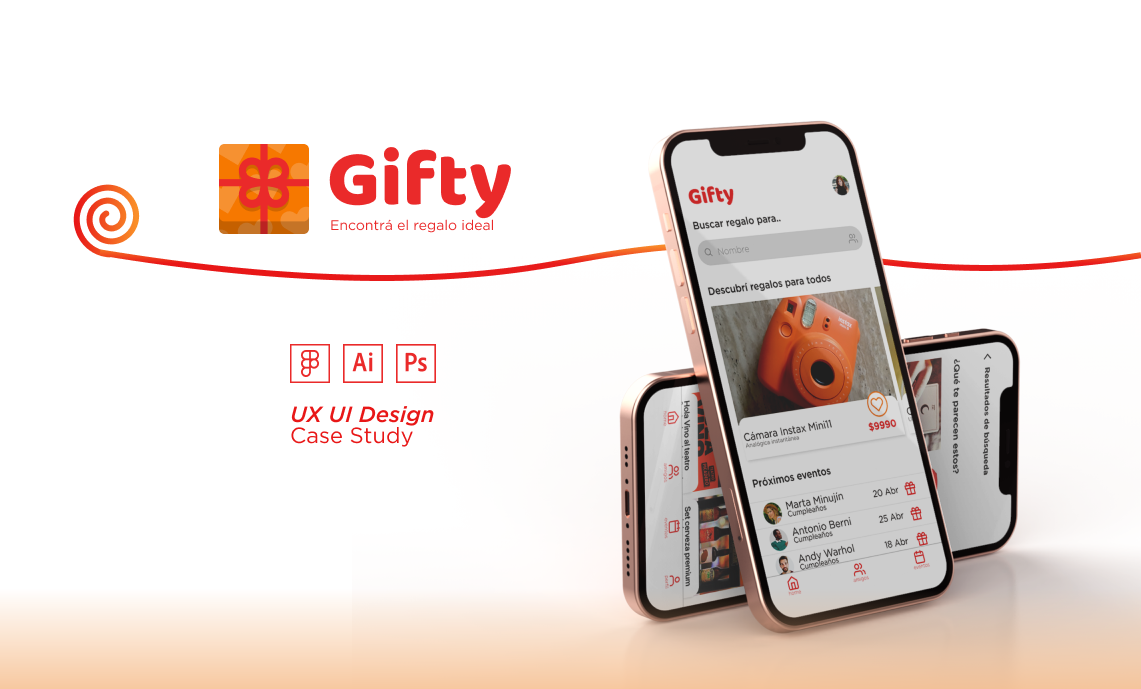 Gifty
Encontrá el regalo ideal
Ai
Ps
UX UI Design
Case Study
Gifty
Buscar regalo para..
Nombre
Descubrí regalos para todos
Cámara instax Mini11
Analógica instantánea
$9990
Próximos eventos
Marta Minujín
Cumpleaños
20 Abr
Antonio Berni
Cumpleaños
25 Abr
Andy Warhol
Cumpleaños
18 Abr
home
amigos
eventos
Hola Vino al teatro
Set cerveza premium
Resultados de búsqueda
¿Qué te parecen estos?